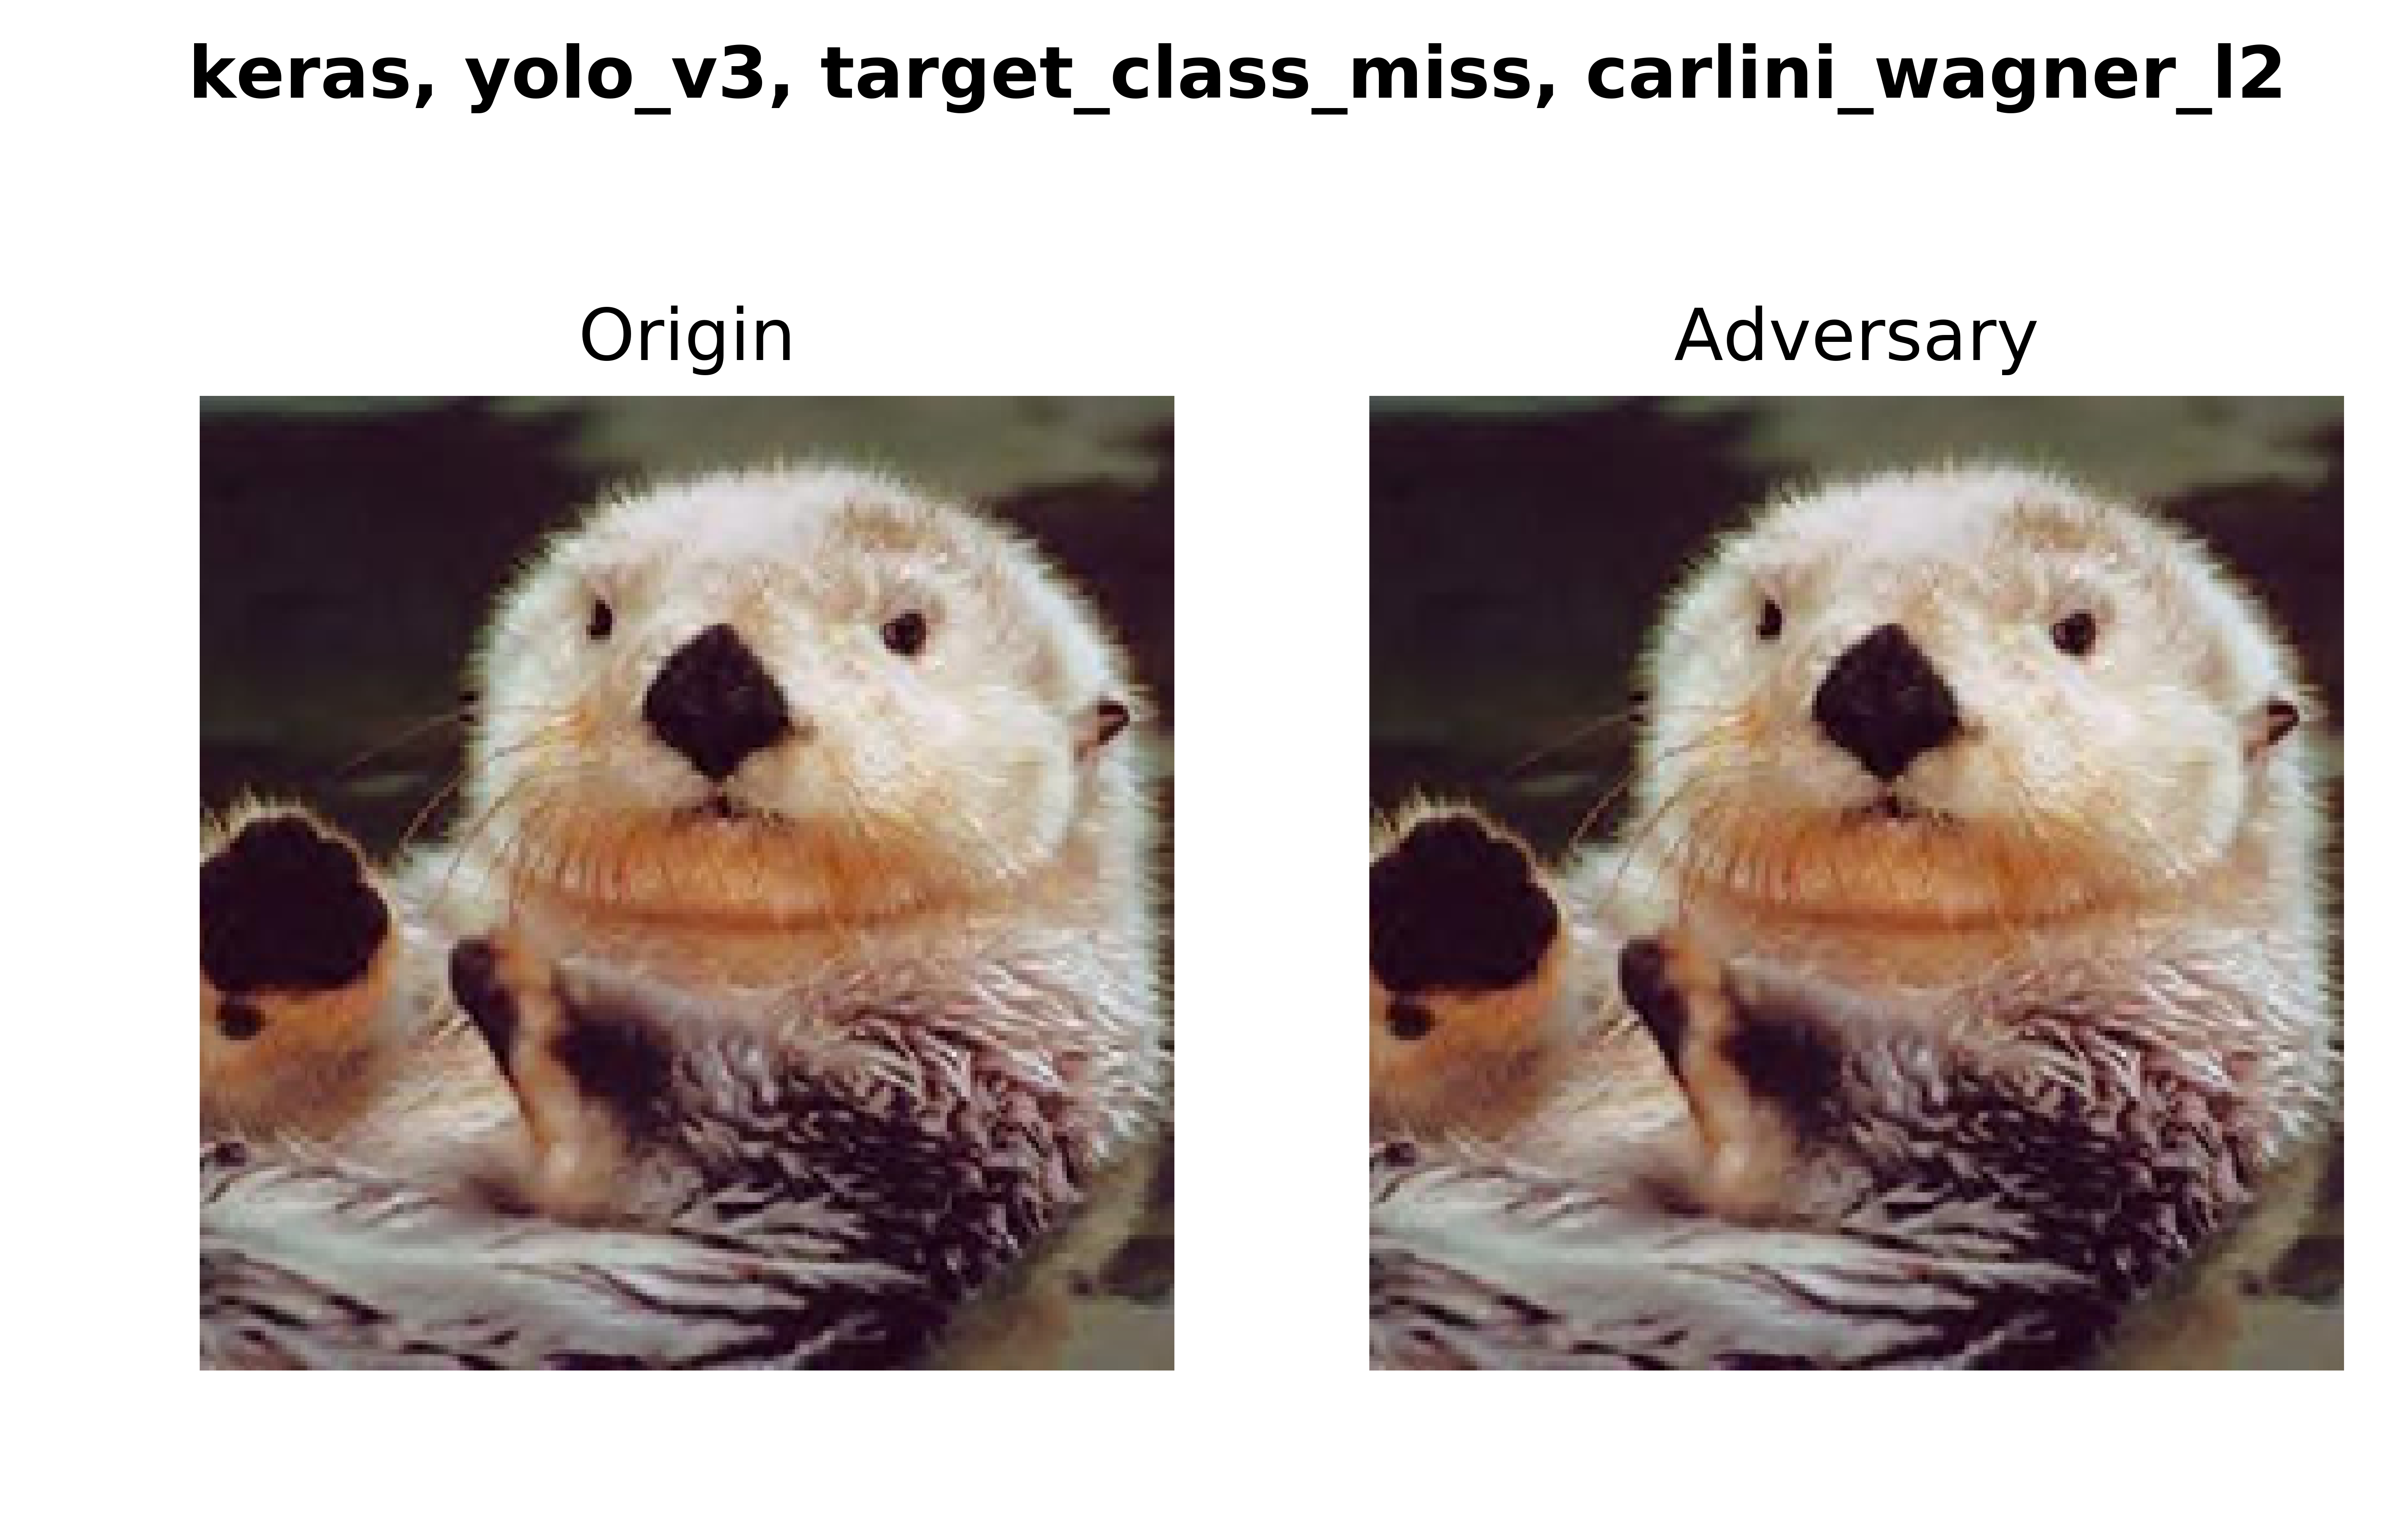 keras, yolo_v3, target_class_miss, carlini_wagner_l2
Origin
Adversary